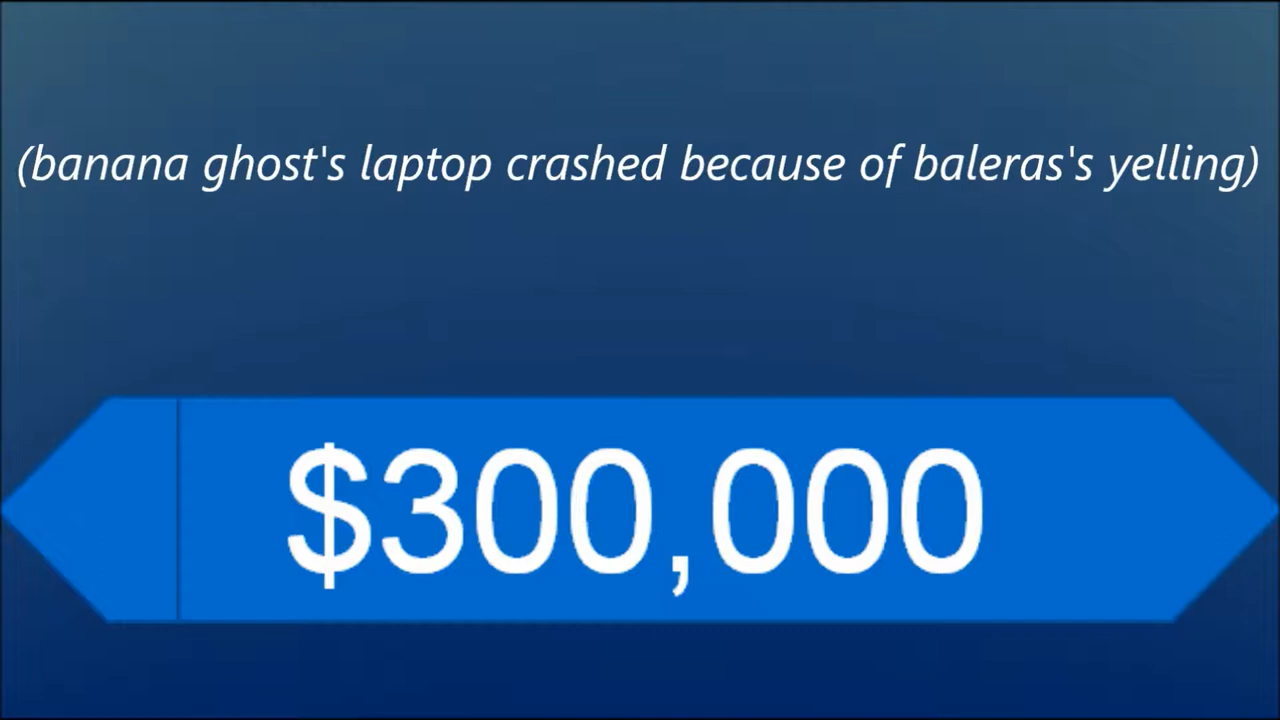 (banana ghost's laptop crashed because of baleras's yelling)
$300,000